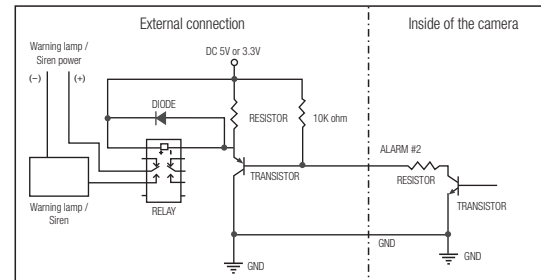 External connection
Inside of the camera
Warning lamp /
Siren power
(−) (+)
DC 5V or 3.3V
DIODE
RESISTOR
10K ohm
ALARM #2
RESISTOR
TRANSISTOR
TRANSISTOR
RELAY
Warning lamp /
Siren
GND
GND
GND